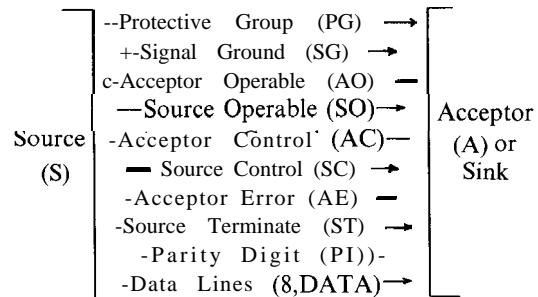 --Protective Group (PG) →
+-Signal Ground (SG) →
c-Acceptor Operable (AO) —
—Source Operable (SO)→
-Acceptor Control (AC)—
— Source Control (SC) →
-Acceptor Error (AE) —
-Source Terminate (ST) →
-Parity Digit (PI))-
-Data Lines (8,DATA)→
Source
(S)
Acceptor
(A) or
Sink